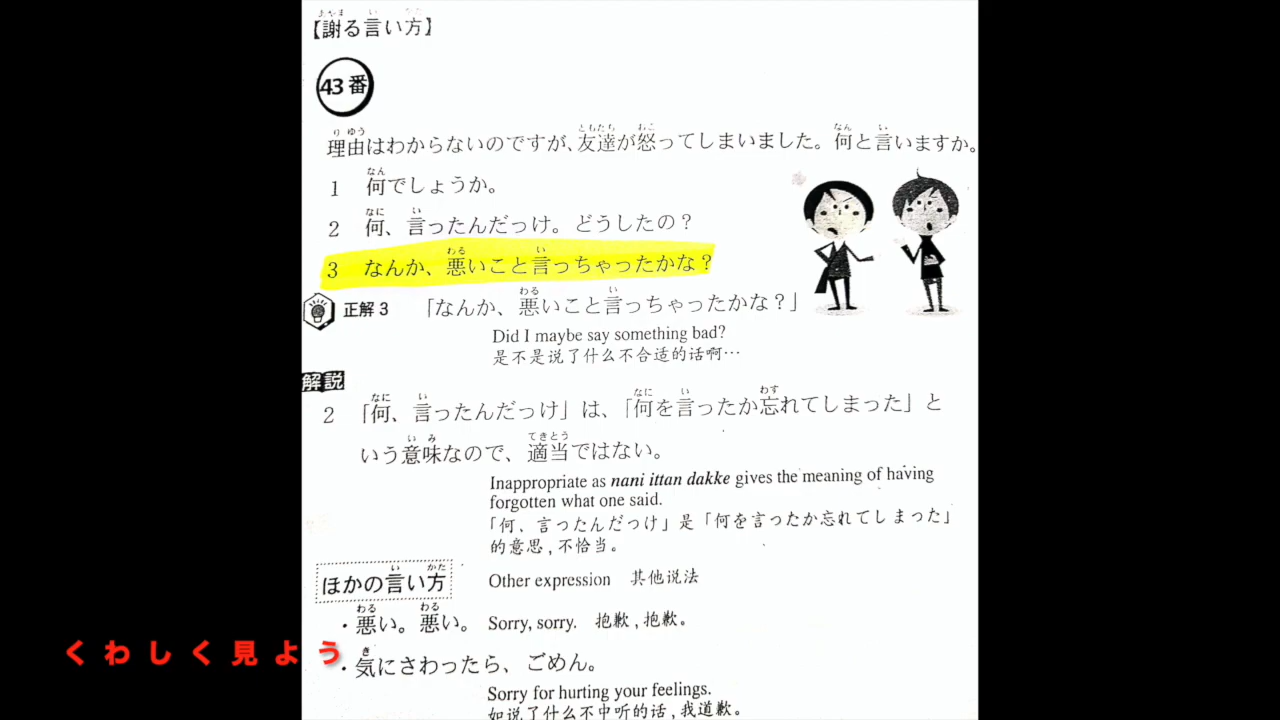 【謝る言い方】
43番
理由はわからないのですが、友達が怒ってしまいました。何と言いますか。
1 何でしょうか。
2 何、言ったんだっけ。どうしたの？
3 なんか、悪いこと言っちゃったかな？
正解 3 「なんか、悪いこと言っちゃったかな？」
Did I maybe say something bad?
是不是说了什么不合适的话啊…
解説
2 「何、言ったんだっけ」は、「何を言ったか忘れてしまった」と
いう意味なので、適当ではない。
Inappropriate as nani ittan dakke gives the meaning of having
forgotten what one said.
「何、言ったんだっけ」是「何を言ったか忘れてしまった」
的意思，不恰当。
ほかの言い方 Other expression 其他说法
・悪い。悪い。 Sorry, sorry. 抱歉，抱歉。
くわしく見よう
・気にさわったら、ごめん。
Sorry for hurting your feelings.
如说了什么不中听的话，我道歉。